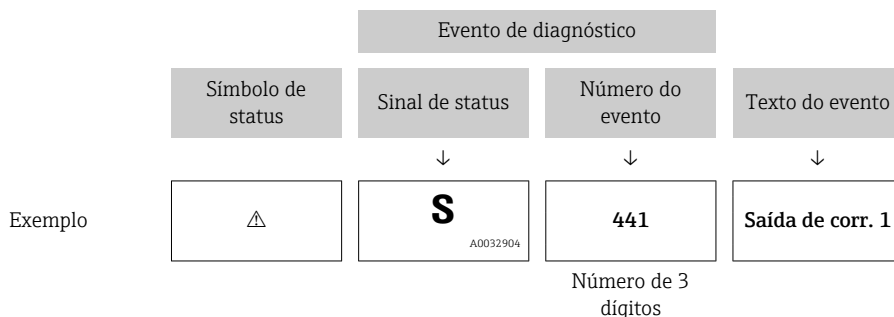 Evento de diagnóstico
Símbolo de
status
Sinal de status
Número do
evento
Texto do evento
↓ ↓ ↓
Exemplo
⚠
S
A0032904
441
Saída de corr. 1
Número de 3
dígitos